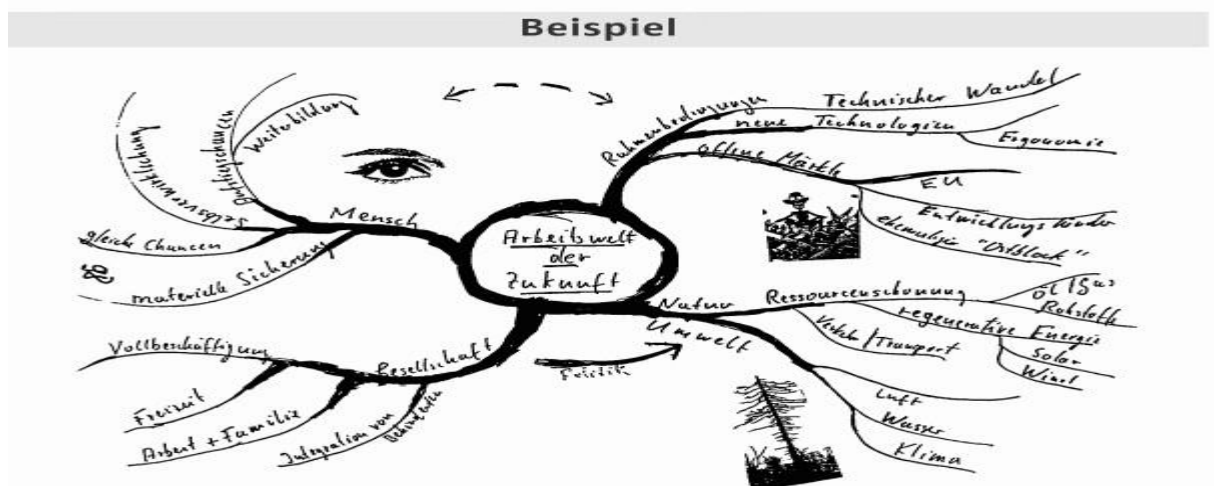 Beispiel
Arbeitswelt
der
Zukunft
Rahmenbedingungen
Technischer Wandel
neue Technologien
Ergonomie
offene Märkte
EU
Entwicklungsländer
ehemaliger "Ostblock"
Natur
Umwelt
Ressourcenschonung
Öl/Gas
Rohstoffe
regenerative Energie
Solar
Wind
Verkehr/Transport
Luft
Wasser
Klima
Politik
Gesellschaft
Vollbeschäftigung
Freizeit
Arbeit + Familie
Integration von
Behinderten
Mensch
Weiterbildung
Aufstiegschancen
Selbstverwirklichung
gleiche Chancen
materielle Sicherung